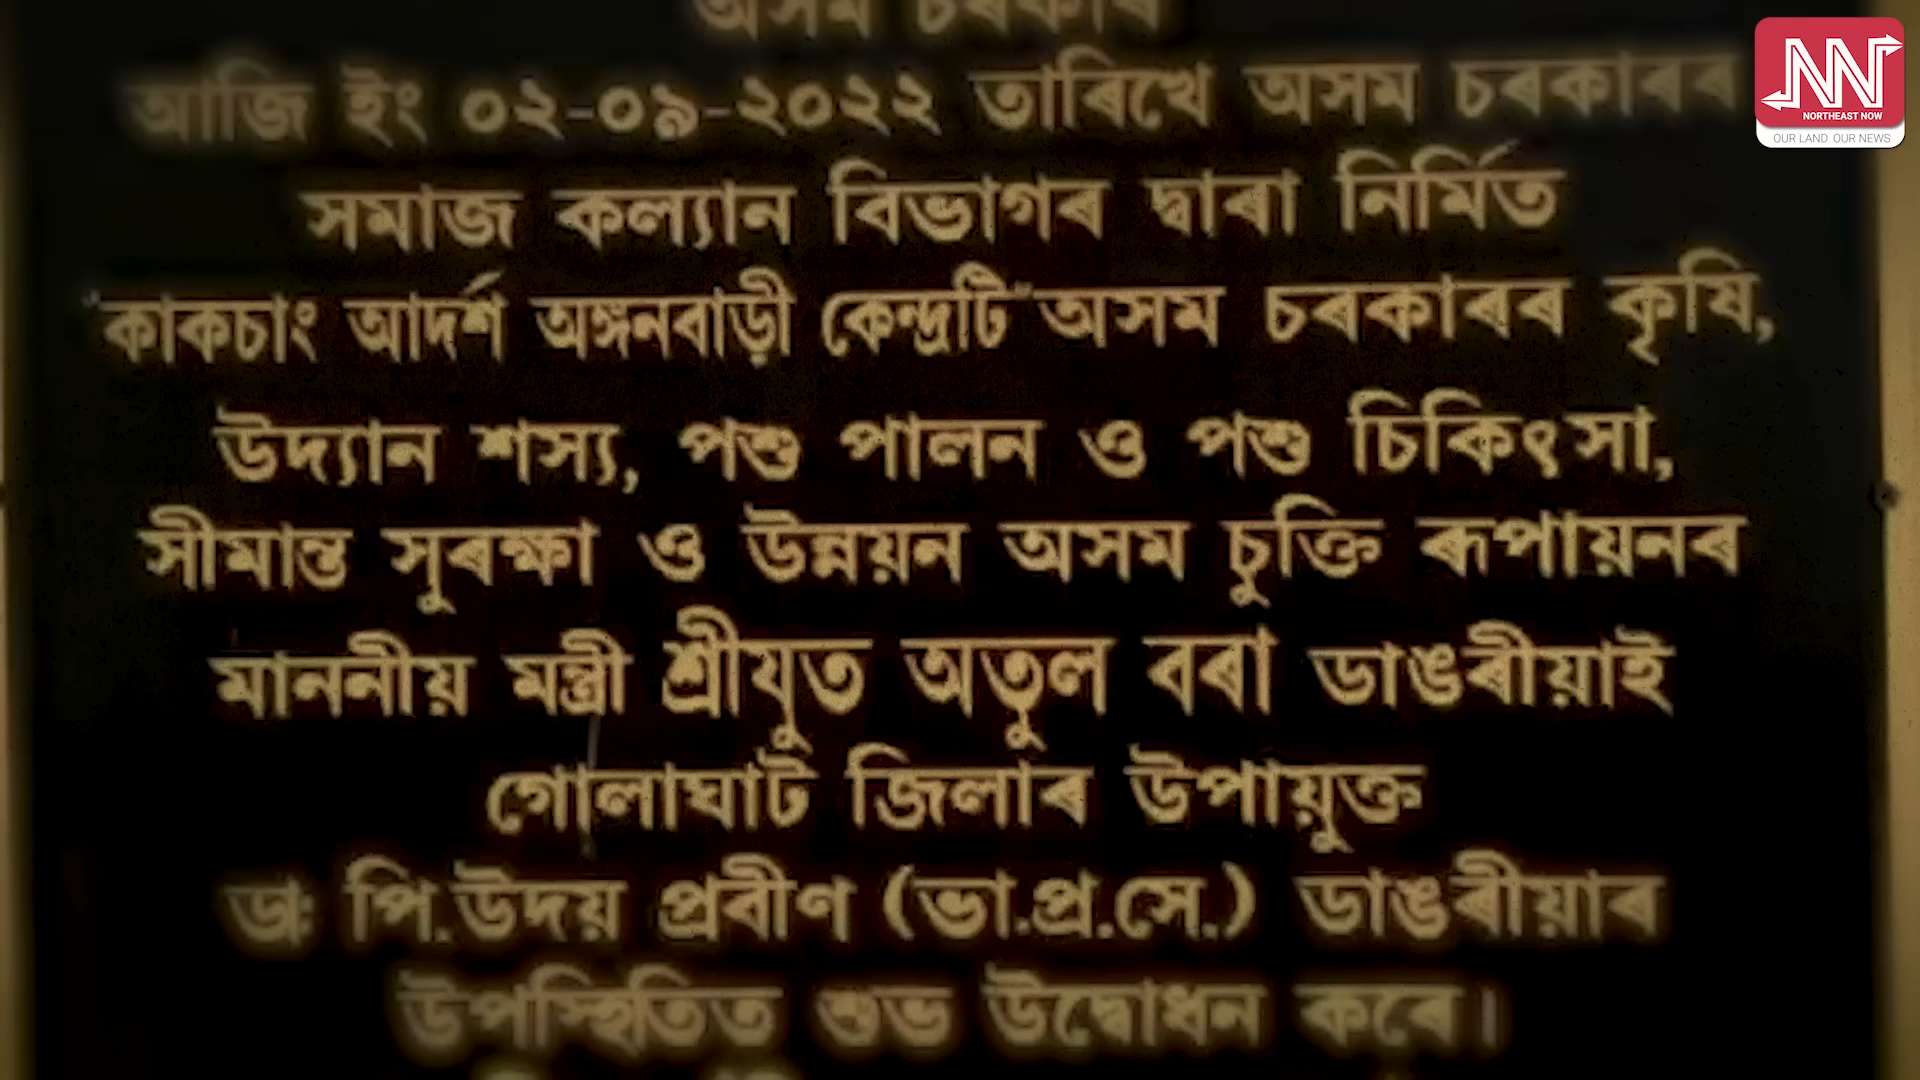 অসম চৰকাৰ
আজি ইং ০২-০৯-২০২২ তাৰিখে অসম চৰকাৰৰ
সমাজ কল্যান বিভাগৰ দ্বাৰা নিৰ্মিত
"কাকচাং আদৰ্শ অঙ্গনবাড়ী কেন্দ্ৰটি" অসম চৰকাৰৰ কৃষি,
উদ্যান শস্য, পশু পালন ও পশু চিকিৎসা,
সীমান্ত সুৰক্ষা ও উন্নয়ন অসম চুক্তি ৰূপায়নৰ
মাননীয় মন্ত্ৰী শ্ৰীযুত অতুল বৰা ডাঙৰীয়াই
গোলাঘাট জিলাৰ উপায়ুক্ত
ডাঃ পি.উদয় প্ৰবীণ (ভা.প্ৰ.সে.) ডাঙৰীয়াৰ
উপস্থিতিত শুভ উদ্বোধন কৰে।
NORTHEAST NOW
OUR LAND OUR NEWS